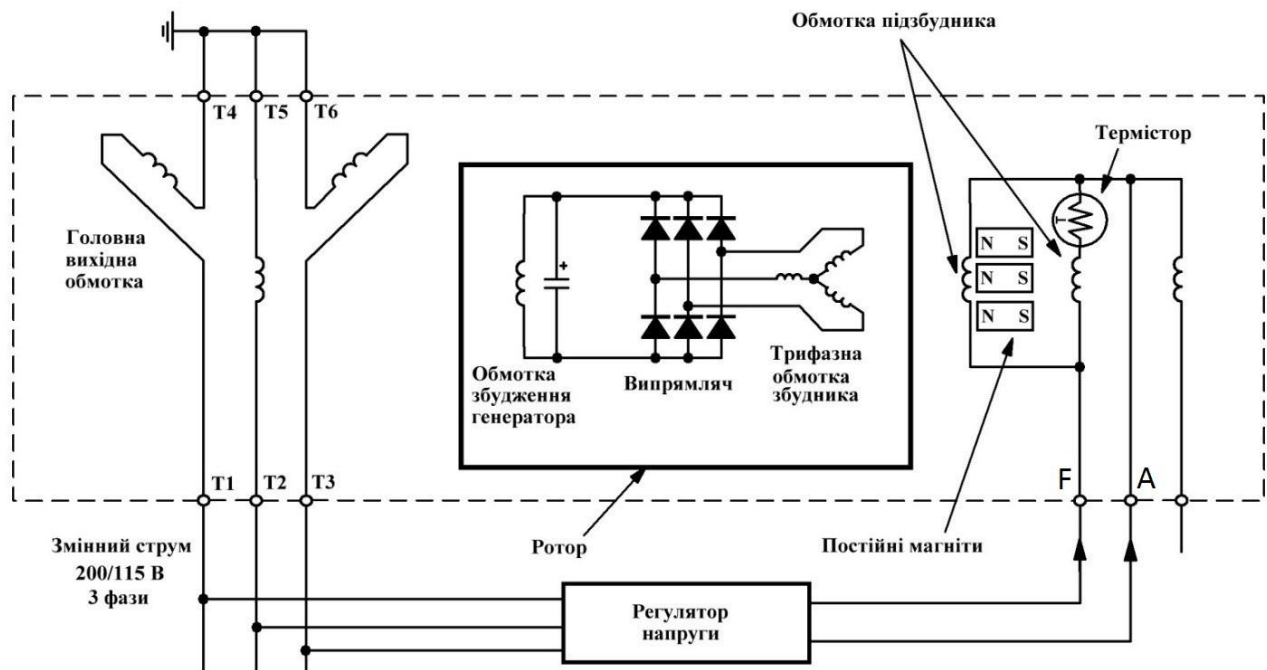 Обмотка підзбудника
T4
T5
T6
Термістор
Головна
вихідна
обмотка
+
T
N S
N S
N S
Обмотка
збудження
генератора
Випрямляч
Трифазна
обмотка
збудника
T1
T2
T3
F
A
Змінний струм
200/115 В
3 фази
Ротор
Постійні магніти
Регулятор
напруги